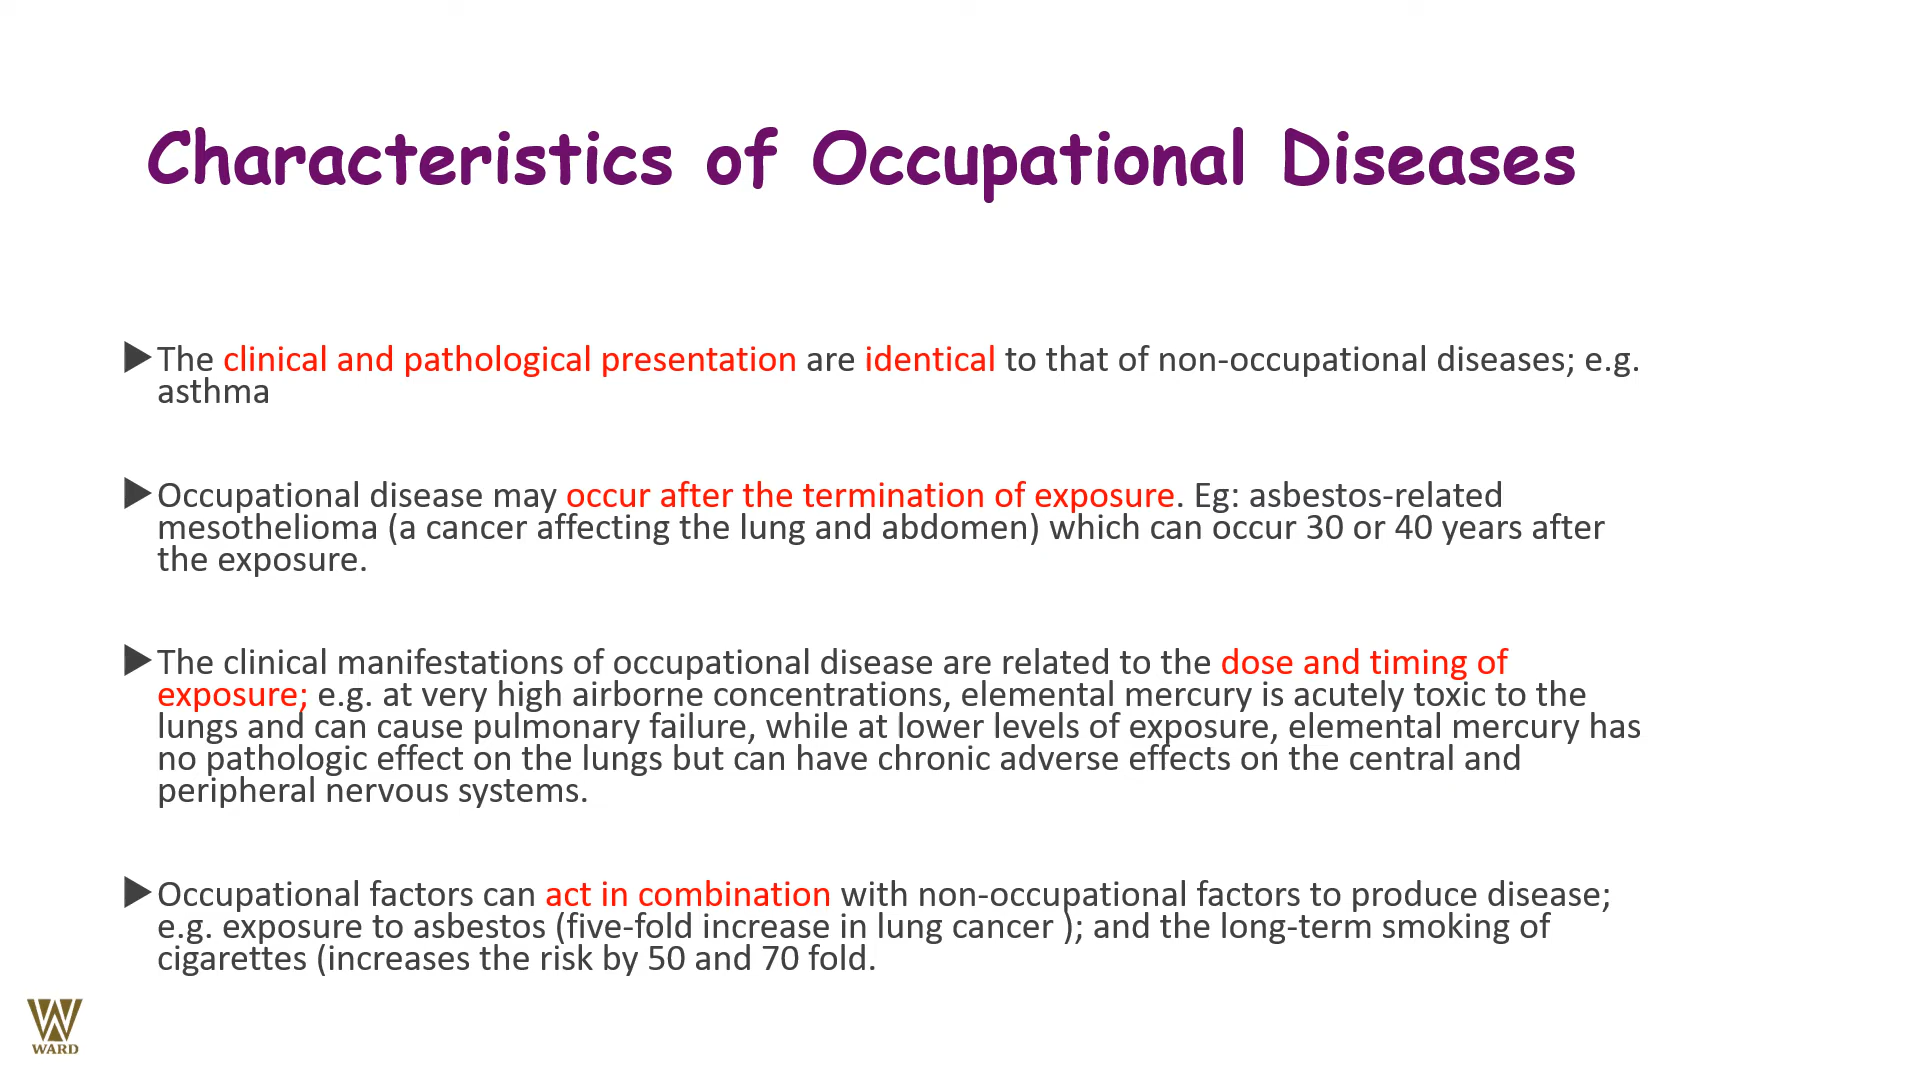 Characteristics of Occupational Diseases
▶The clinical and pathological presentation are identical to that of non-occupational diseases; e.g.
asthma
▶Occupational disease may occur after the termination of exposure. Eg: asbestos-related
mesothelioma (a cancer affecting the lung and abdomen) which can occur 30 or 40 years after
the exposure.
▶The clinical manifestations of occupational disease are related to the dose and timing of
exposure; e.g. at very high airborne concentrations, elemental mercury is acutely toxic to the
lungs and can cause pulmonary failure, while at lower levels of exposure, elemental mercury has
no pathologic effect on the lungs but can have chronic adverse effects on the central and
peripheral nervous systems.
▶Occupational factors can act in combination with non-occupational factors to produce disease;
e.g. exposure to asbestos (five-fold increase in lung cancer ); and the long-term smoking of
cigarettes (increases the risk by 50 and 70 fold.
WARD